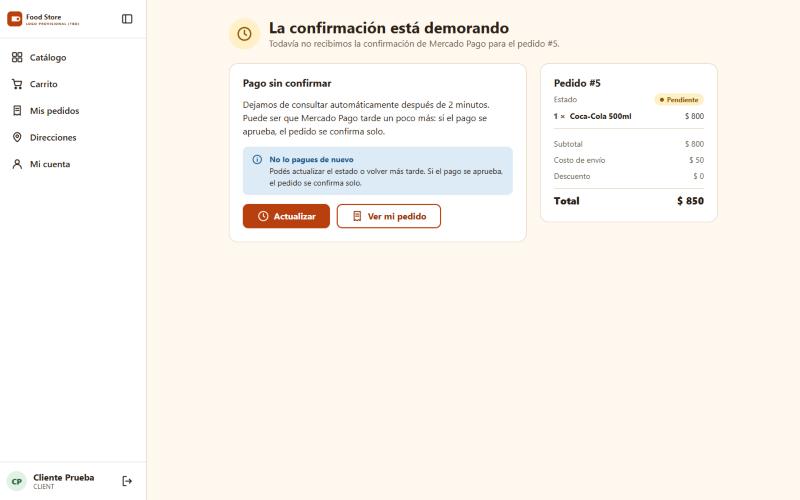 Food Store
LOGO PROVISIONAL (TBD)
Catálogo
Carrito
Mis pedidos
Direcciones
Mi cuenta
CP
Cliente Prueba
CLIENT
La confirmación está demorando
Todavía no recibimos la confirmación de Mercado Pago para el pedido #5.
Pago sin confirmar
Dejamos de consultar automáticamente después de 2 minutos.
Puede ser que Mercado Pago tarde un poco más: si el pago se
aprueba, el pedido se confirma solo.
No lo pagues de nuevo
Podés actualizar el estado o volver más tarde. Si el pago se aprueba,
el pedido se confirma solo.
Actualizar
Ver mi pedido
Pedido #5
Estado Pendiente
1 × Coca-Cola 500ml $ 800
Subtotal $ 800
Costo de envío $ 50
Descuento $ 0
Total $ 850